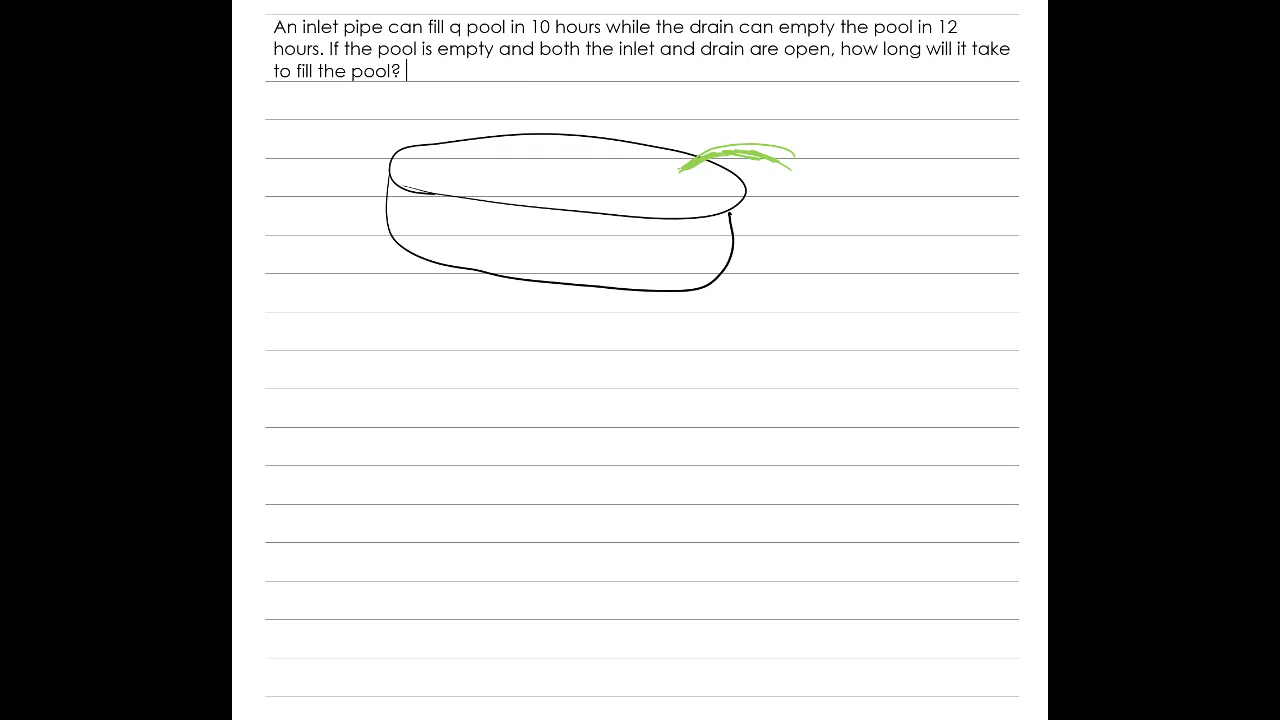 An inlet pipe can fill q pool in 10 hours while the drain can empty the pool in 12
hours. If the pool is empty and both the inlet and drain are open, how long will it take
to fill the pool?